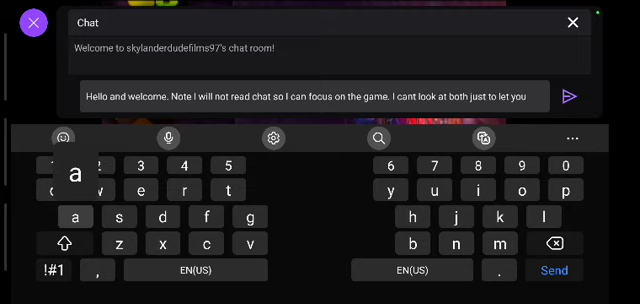 Chat
Welcome to skylanderdudefilms97's chat room!
Hello and welcome. Note I will not read chat so I can focus on the game. I cant look at both just to let you
2 3 4 5 6 7 8 9 0
w e r t y u i o p
a
a s d f g h j k l
z x c v b n m
!#1 , EN(US) EN(US) . Send